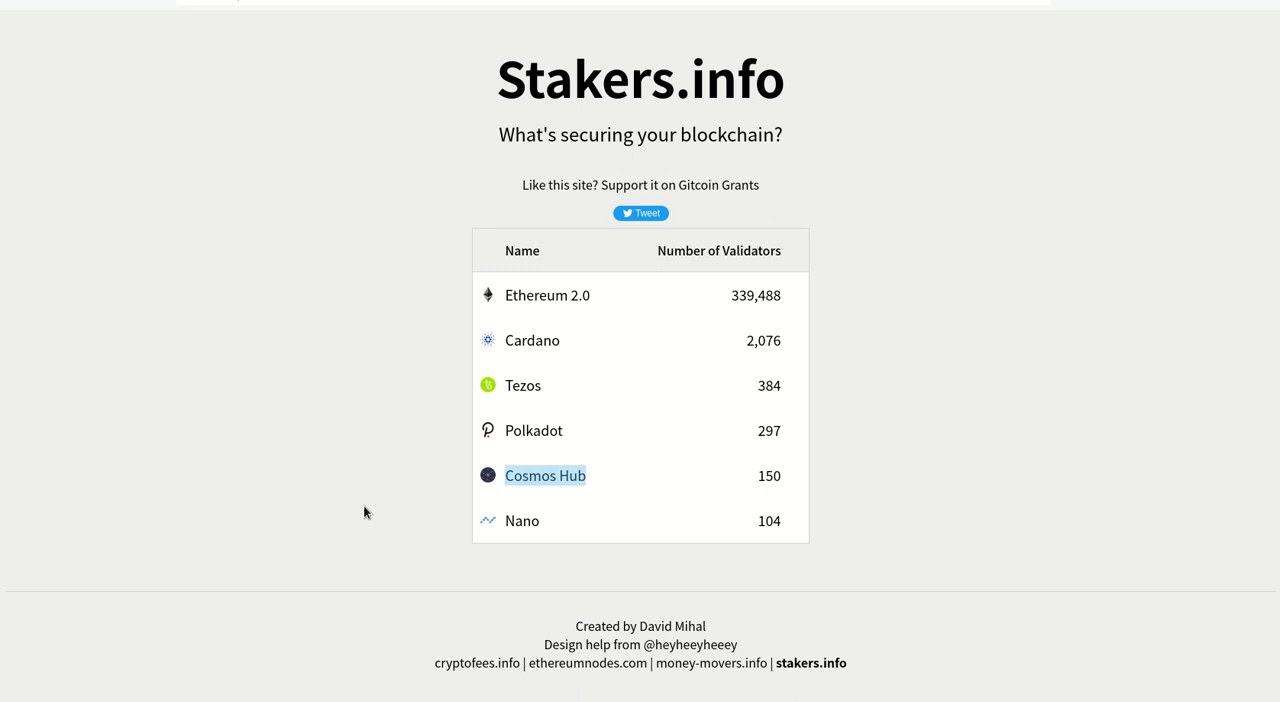 Stakers.info
What's securing your blockchain?
Like this site? Support it on Gitcoin Grants
Tweet
Name Number of Validators
Ethereum 2.0 339,488
Cardano 2,076
Tezos 384
Polkadot 297
Cosmos Hub 150
Nano 104
Created by David Mihal
Design help from @heyheeyheeey
cryptofees.info | ethereumnodes.com | money-movers.info | stakers.info